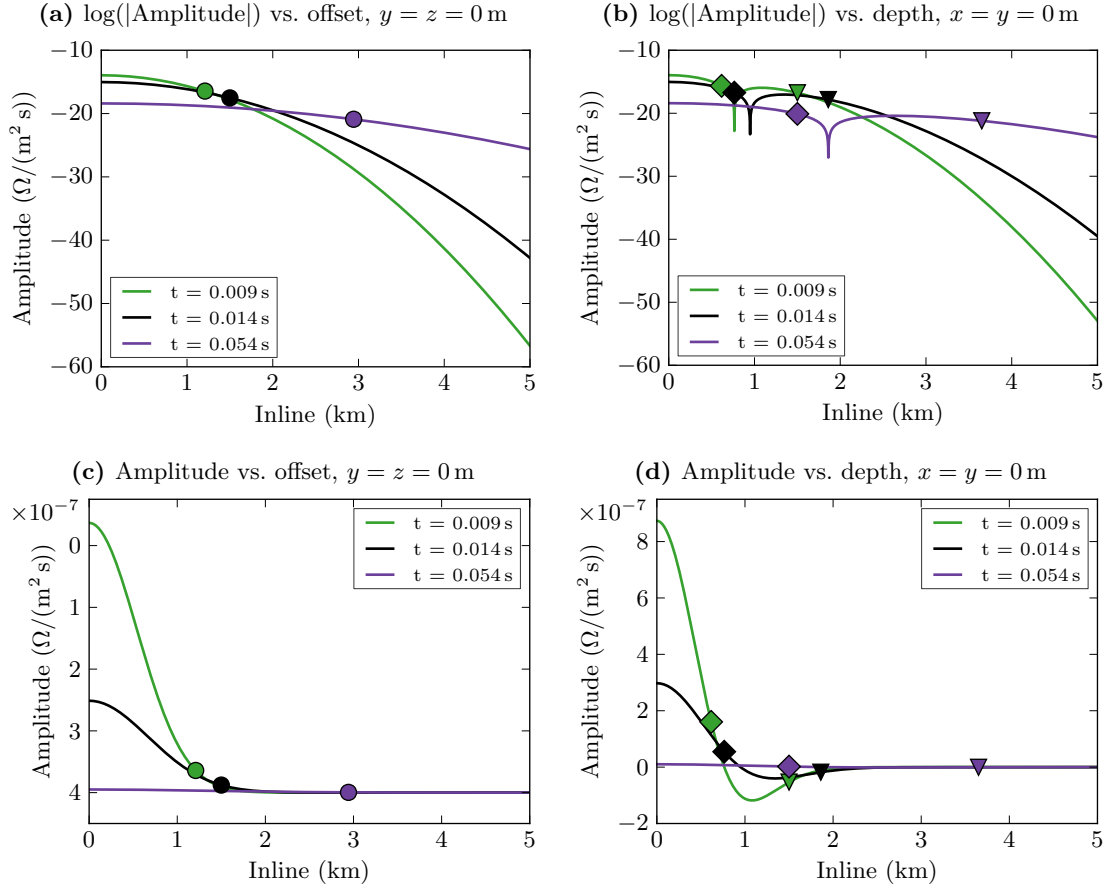 (a) log(|Amplitude|) vs. offset, y = z = 0 m
−10
−20
−30
−40
−50
−60
Amplitude (Ω/(m² s))
t = 0.009 s
t = 0.014 s
t = 0.054 s
0 1 2 3 4 5
Inline (km)
(b) log(|Amplitude|) vs. depth, x = y = 0 m
−10
−20
−30
−40
−50
−60
Amplitude (Ω/(m² s))
t = 0.009 s
t = 0.014 s
t = 0.054 s
0 1 2 3 4 5
Inline (km)
(c) Amplitude vs. offset, y = z = 0 m
×10⁻⁷
0
1
2
3
4
Amplitude (Ω/(m² s))
t = 0.009 s
t = 0.014 s
t = 0.054 s
0 1 2 3 4 5
Inline (km)
(d) Amplitude vs. depth, x = y = 0 m
×10⁻⁷
8
6
4
2
0
−2
Amplitude (Ω/(m² s))
t = 0.009 s
t = 0.014 s
t = 0.054 s
0 1 2 3 4 5
Inline (km)